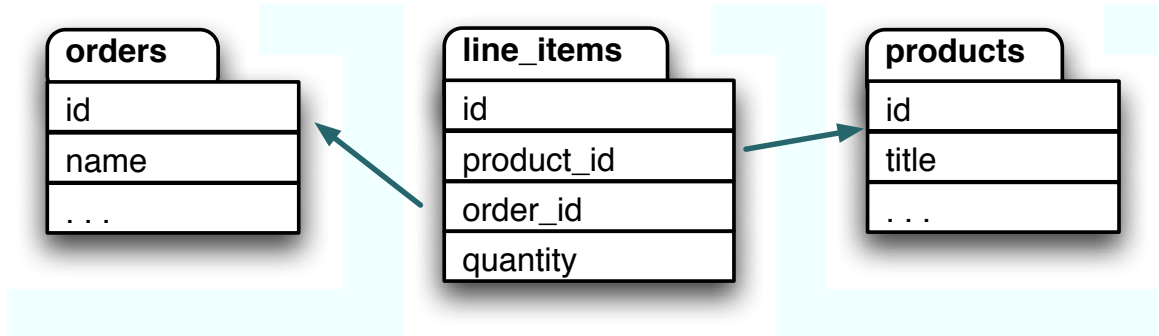 orders
id
name
. . .
line_items
id
product_id
order_id
quantity
products
id
title
. . .